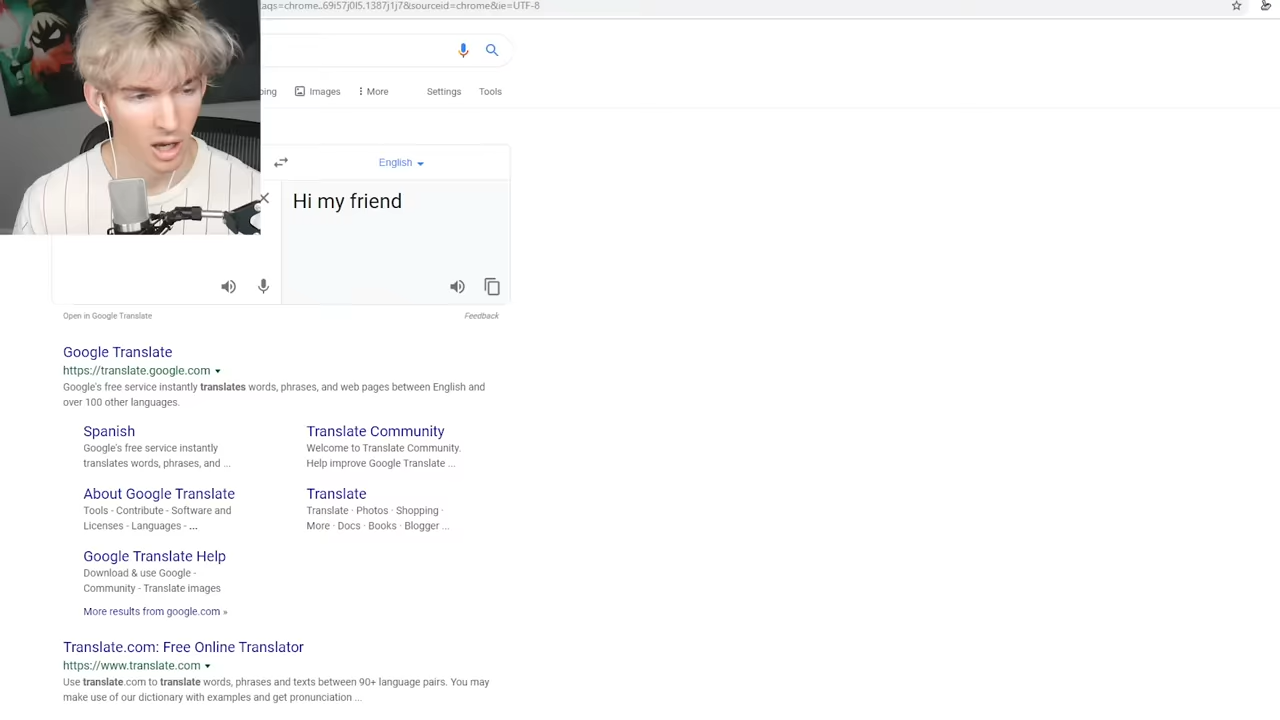 aqs=chrome..69i57j0l5.1387j1j7&sourceid=chrome&ie=UTF-8
Images
More
Settings
Tools
English
Hi my friend
Open in Google Translate
Feedback
Google Translate
https://translate.google.com
Google's free service instantly translates words, phrases, and web pages between English and
over 100 other languages.
Spanish
Google's free service instantly
translates words, phrases, and ...
Translate Community
Welcome to Translate Community.
Help improve Google Translate ...
About Google Translate
Tools - Contribute - Software and
Licenses - Languages - ...
Translate
Translate · Photos · Shopping ·
More · Docs · Books · Blogger ...
Google Translate Help
Download & use Google -
Community - Translate images
More results from google.com »
Translate.com: Free Online Translator
https://www.translate.com
Use translate.com to translate words, phrases and texts between 90+ language pairs. You may
make use of our dictionary with examples and get pronunciation ...